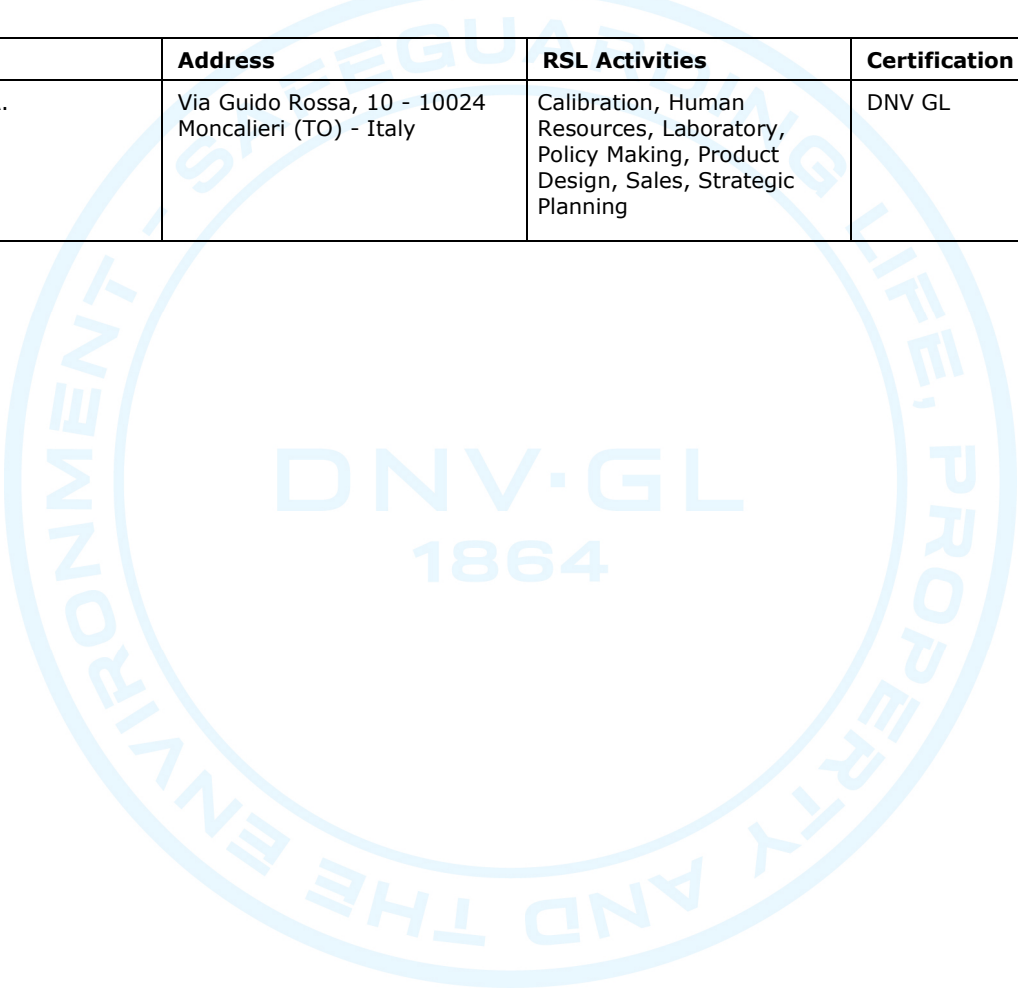 Address RSL Activities Certification
Via Guido Rossa, 10 - 10024
Moncalieri (TO) - Italy
Calibration, Human
Resources, Laboratory,
Policy Making, Product
Design, Sales, Strategic
Planning
DNV GL
SAFEGUARDING LIFE, PROPERTY AND THE ENVIRONMENT -
DNV·GL
1864